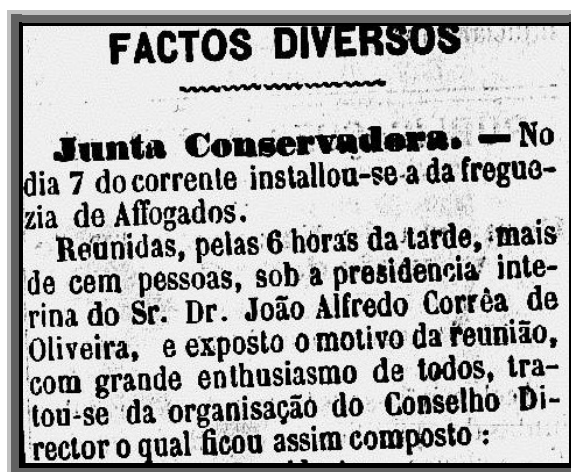 FACTOS DIVERSOS
Junta Conservadora. — No
dia 7 do corrente installou-se a da fregue-
zia de Affogados.
Reunidas, pelas 6 horas da tarde, mais
de cem pessoas, sob a presidencia inte-
rina do Sr. Dr. João Alfredo Corrêa de
Oliveira, e exposto o motivo da reunião,
com grande enthusiasmo de todos, tra-
tou-se da organisação do Conselho Di-
rector o qual ficou assim composto :